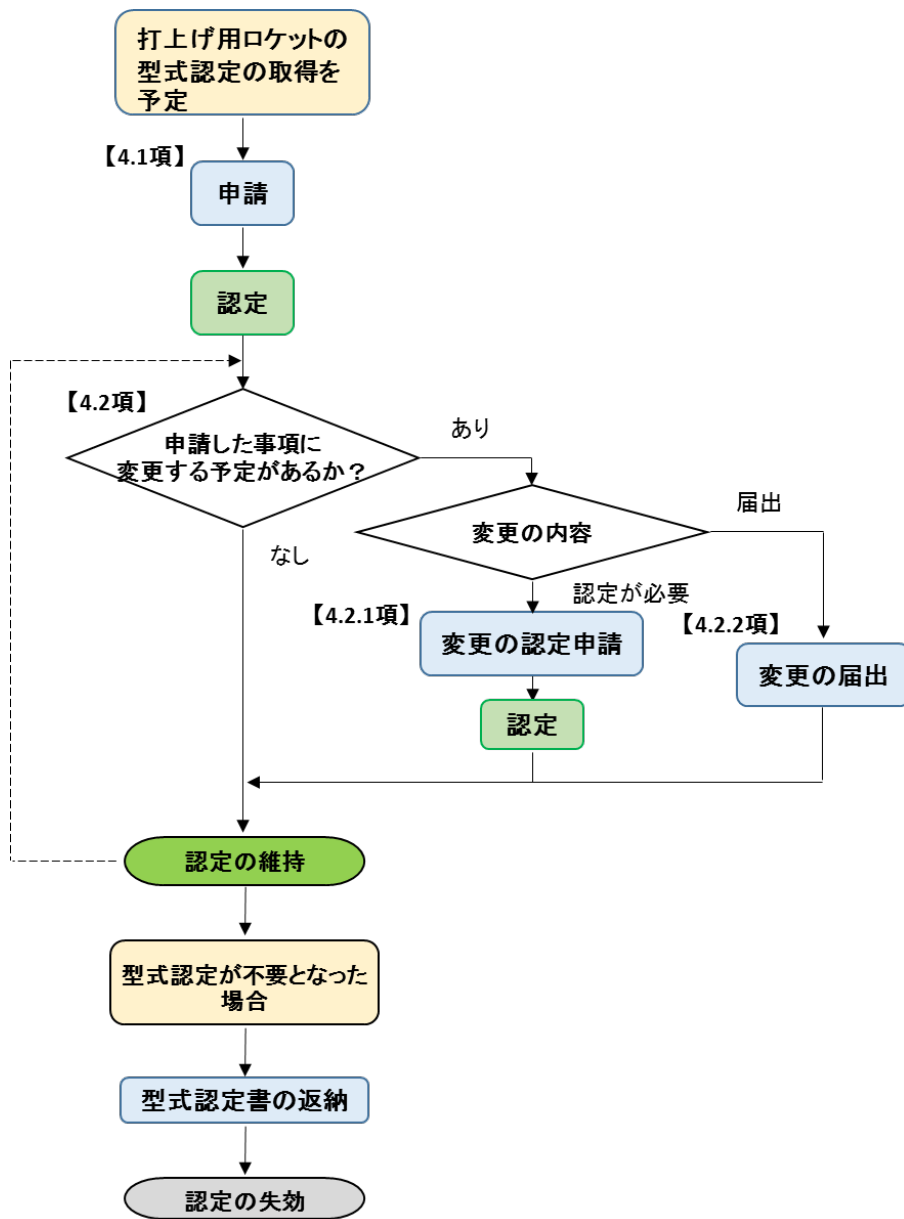 打上げ用ロケットの
型式認定の取得を
予定
【4.1項】
申請
認定
【4.2項】
申請した事項に
変更する予定があるか？
あり
なし
変更の内容
届出
認定が必要
【4.2.1項】
変更の認定申請
【4.2.2項】
変更の届出
認定
認定の維持
型式認定が不要となった
場合
型式認定書の返納
認定の失効